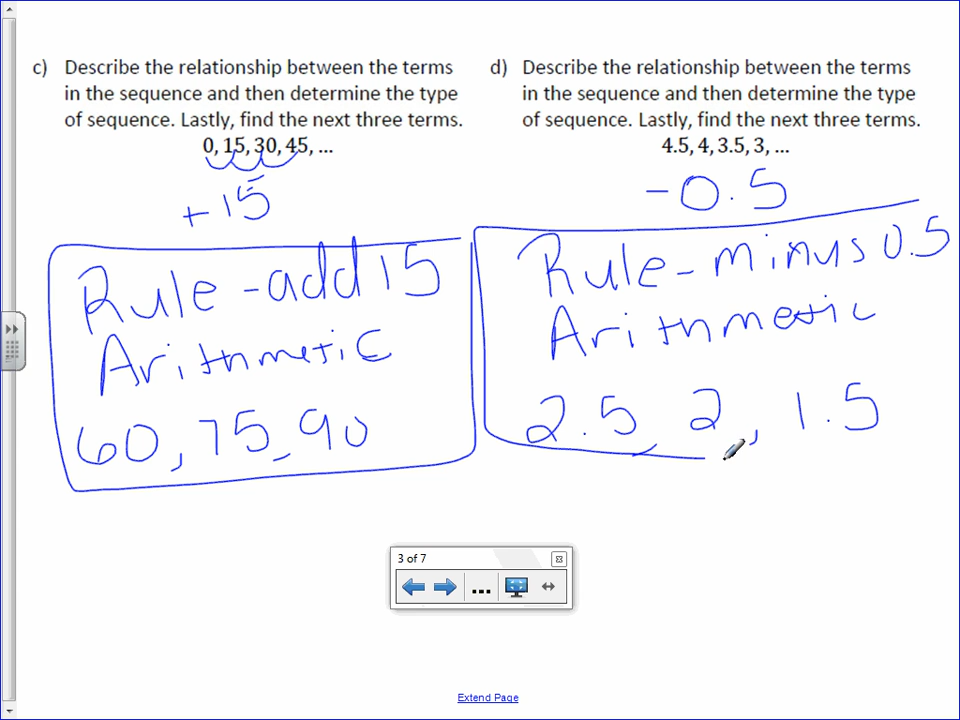 c) Describe the relationship between the terms
in the sequence and then determine the type
of sequence. Lastly, find the next three terms.
0, 15, 30, 45, ...
+15
Rule-add 15
Arithmetic
60, 75, 90
d) Describe the relationship between the terms
in the sequence and then determine the type
of sequence. Lastly, find the next three terms.
4.5, 4, 3.5, 3, ...
-0.5
Rule-minus 0.5
Arithmetic
2.5, 2, 1.5
3 of 7
...
Extend Page